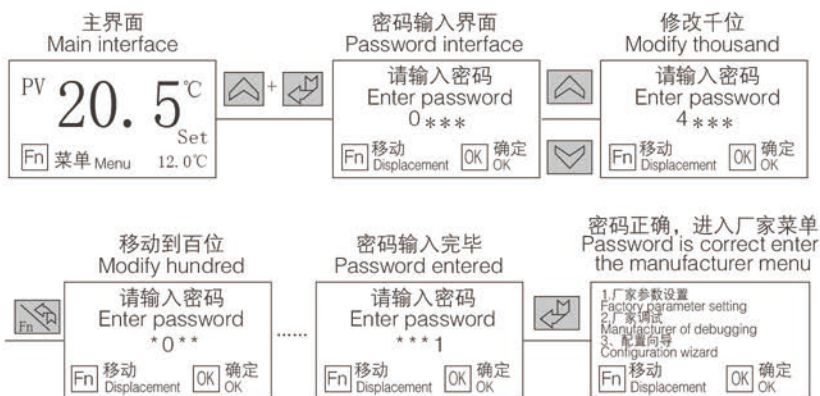 主界面
Main interface
PV 20. 5℃
Set
Fn 菜单 Menu 12. 0℃
+
密码输入界面
Password interface
请输入密码
Enter password
0***
Fn 移动 Displacement OK 确定 OK
修改千位
Modify thousand
请输入密码
Enter password
4***
Fn 移动 Displacement OK 确定 OK
Fn
移动到百位
Modify hundred
请输入密码
Enter password
*0**
Fn 移动 Displacement OK 确定 OK
······
密码输入完毕
Password entered
请输入密码
Enter password
***1
Fn 移动 Displacement OK 确定 OK
密码正确，进入厂家菜单
Password is correct enter
the manufacturer menu
1.厂家参数设置
Factory parameter setting
2.厂家调试
Manufacturer of debugging
3、配置向导
Configuration wizard
Fn 移动 Displacement OK 确定 OK